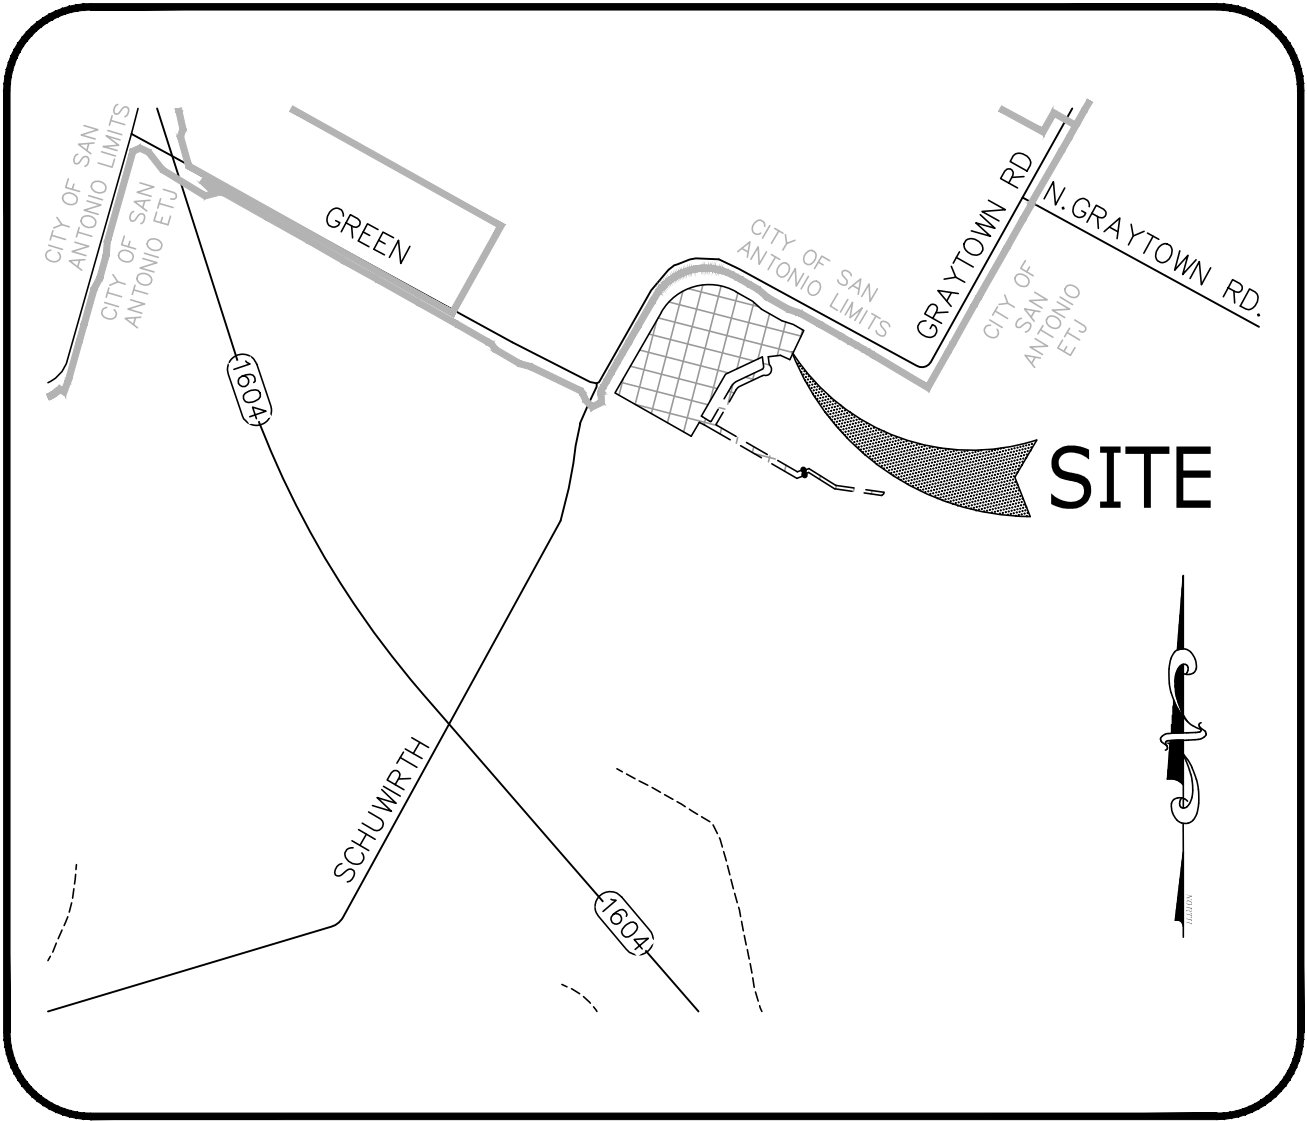 CITY OF SAN
ANTONIO LIMITS
CITY OF SAN
ANTONIO ETJ
GREEN
CITY OF SAN
ANTONIO LIMITS
GRAYTOWN RD
N. GRAYTOWN RD.
CITY OF
SAN
ANTONIO
ETJ
1604
SITE
SCHUWIRTH
1604
NORTH